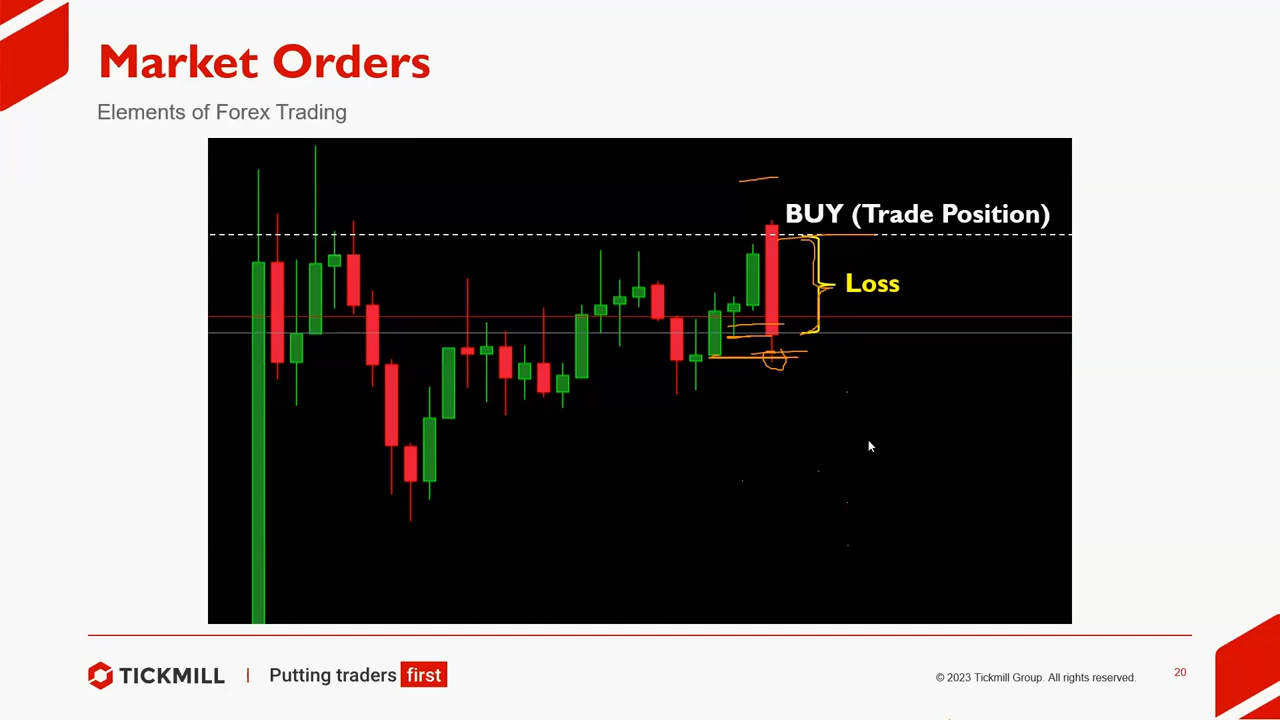 Market Orders
Elements of Forex Trading
BUY (Trade Position)
Loss
TICKMILL | Putting traders first
© 2023 Tickmill Group. All rights reserved.
20